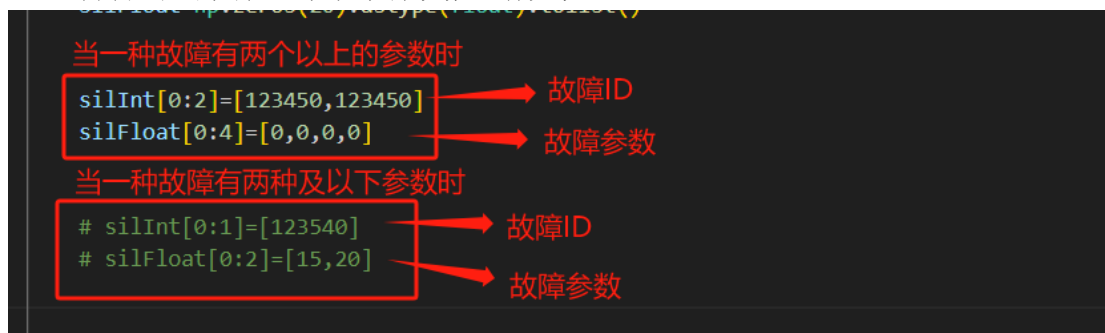 当一种故障有两个以上的参数时
silInt[0:2]=[123450,123450]
故障ID
silFloat[0:4]=[0,0,0,0]
故障参数
当一种故障有两种及以下参数时
# silInt[0:1]=[123540]
故障ID
# silFloat[0:2]=[15,20]
故障参数